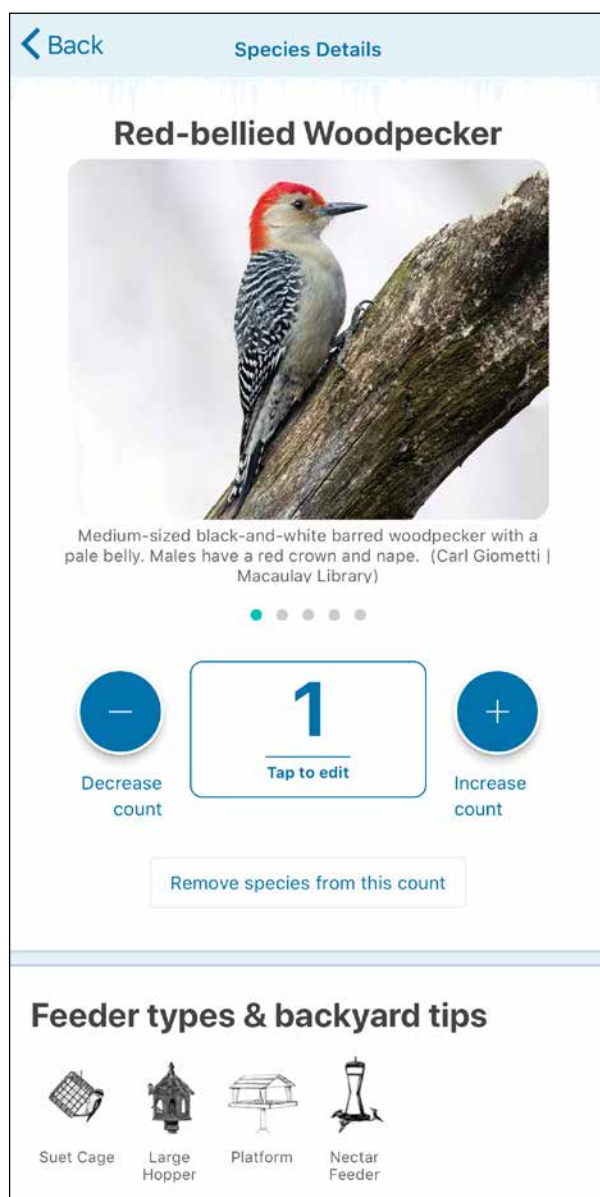 Back
Species Details
Red-bellied Woodpecker
Medium-sized black-and-white barred woodpecker with a
pale belly. Males have a red crown and nape. (Carl Giometti |
Macaulay Library)
1
Tap to edit
Decrease
count
Increase
count
Remove species from this count
Feeder types & backyard tips
Suet Cage
Large
Hopper
Platform
Nectar
Feeder